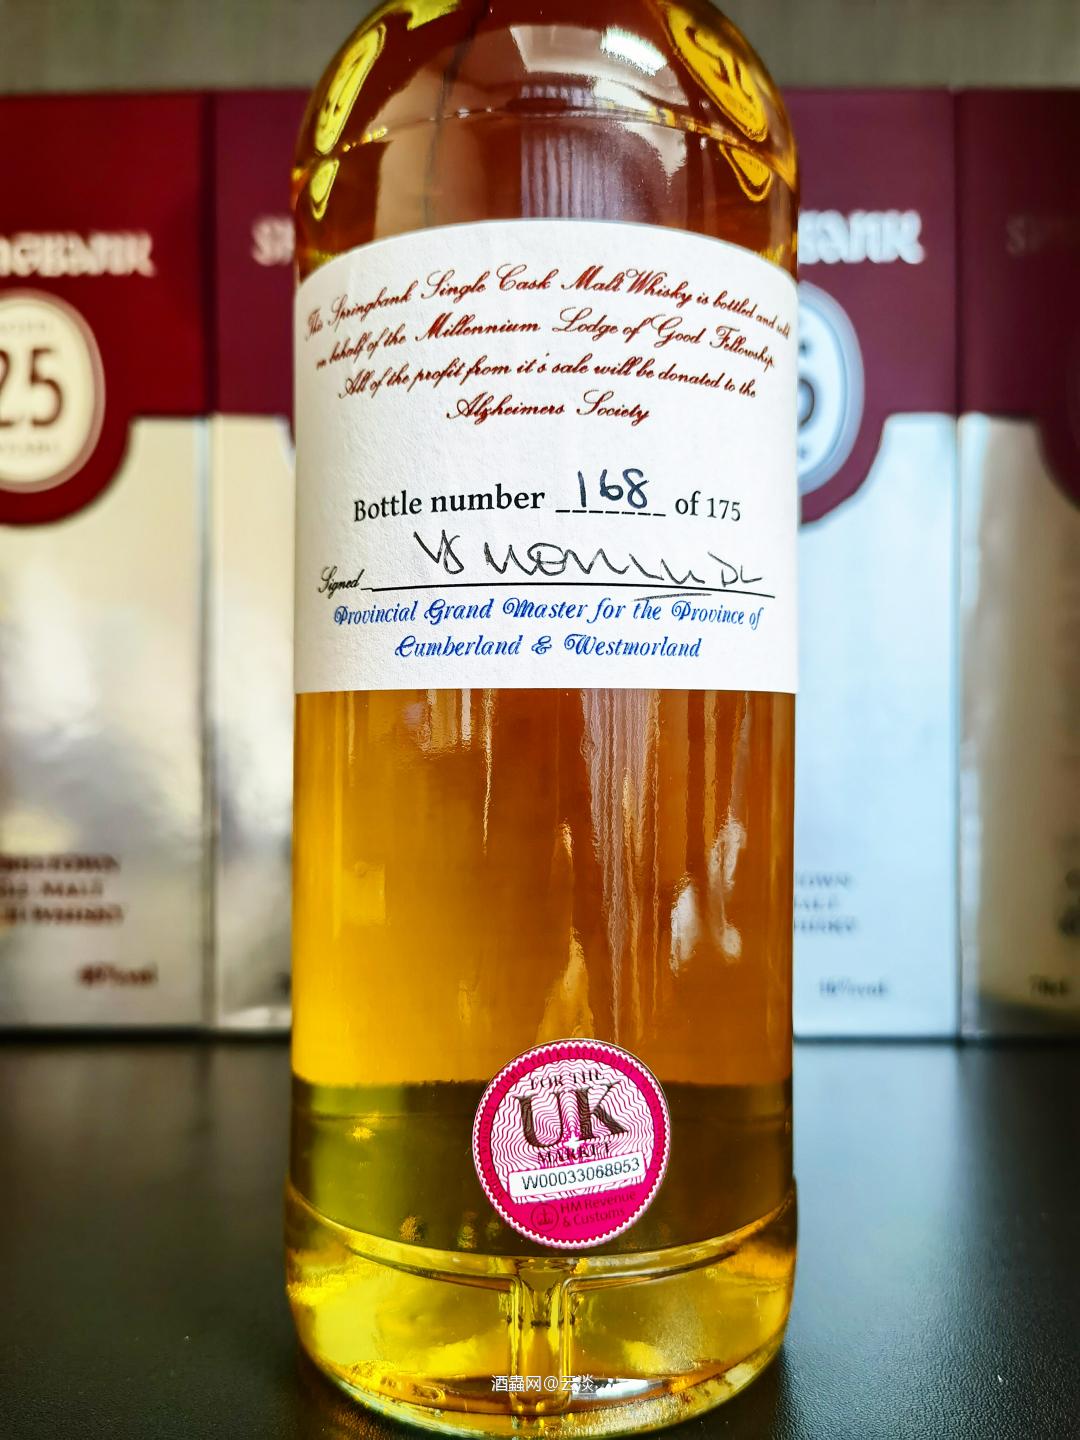 SPRINGBANK
25
This Springbank Single Cask Malt Whisky is bottled and sold
on behalf of the Millennium Lodge of Good Fellowship.
All of the profit from it's sale will be donated to the
Alzheimers Society
Bottle number 168 of 175
Signed
Provincial Grand Master for the Province of
Cumberland & Westmorland
FOR THE
UK
MARKET
W00033068953
HM Revenue
& Customs
酒蟲网@云淡